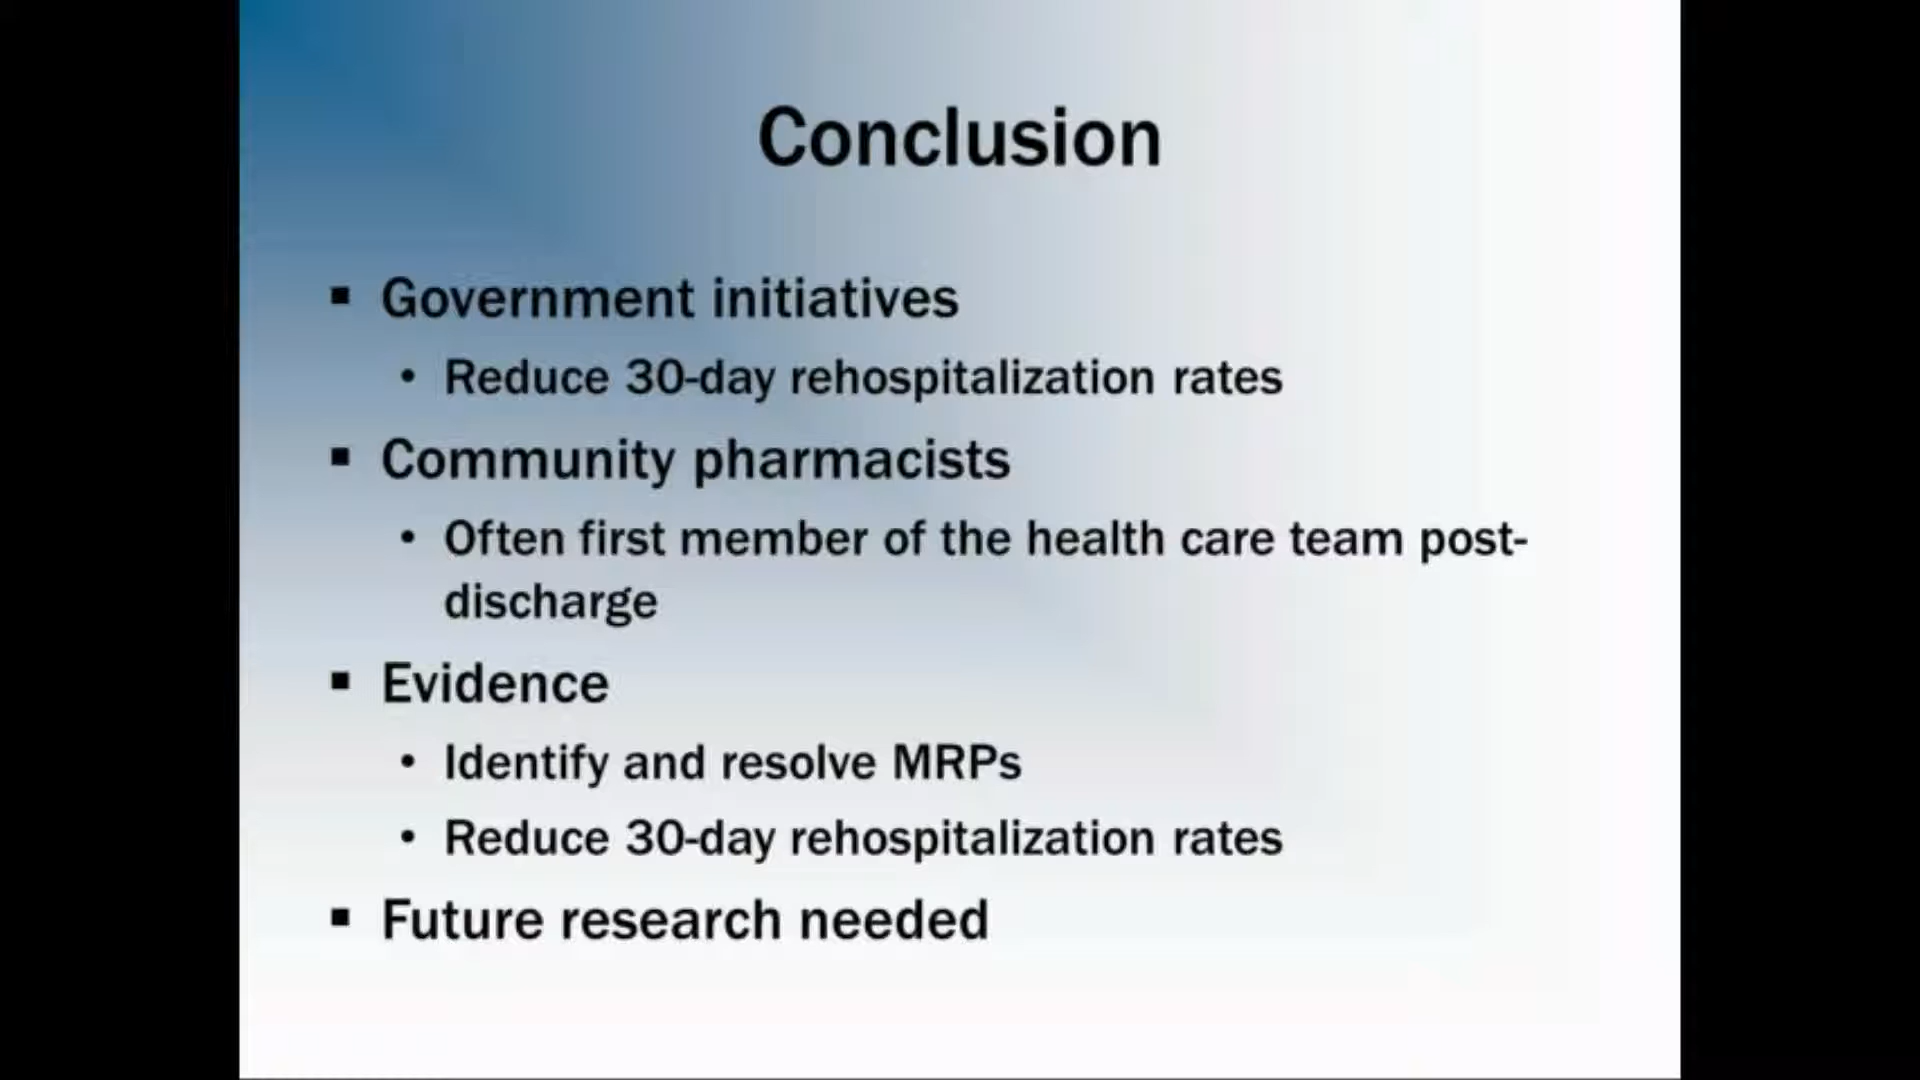 Conclusion
▪ Government initiatives
• Reduce 30-day rehospitalization rates
▪ Community pharmacists
• Often first member of the health care team post-
discharge
▪ Evidence
• Identify and resolve MRPs
• Reduce 30-day rehospitalization rates
▪ Future research needed